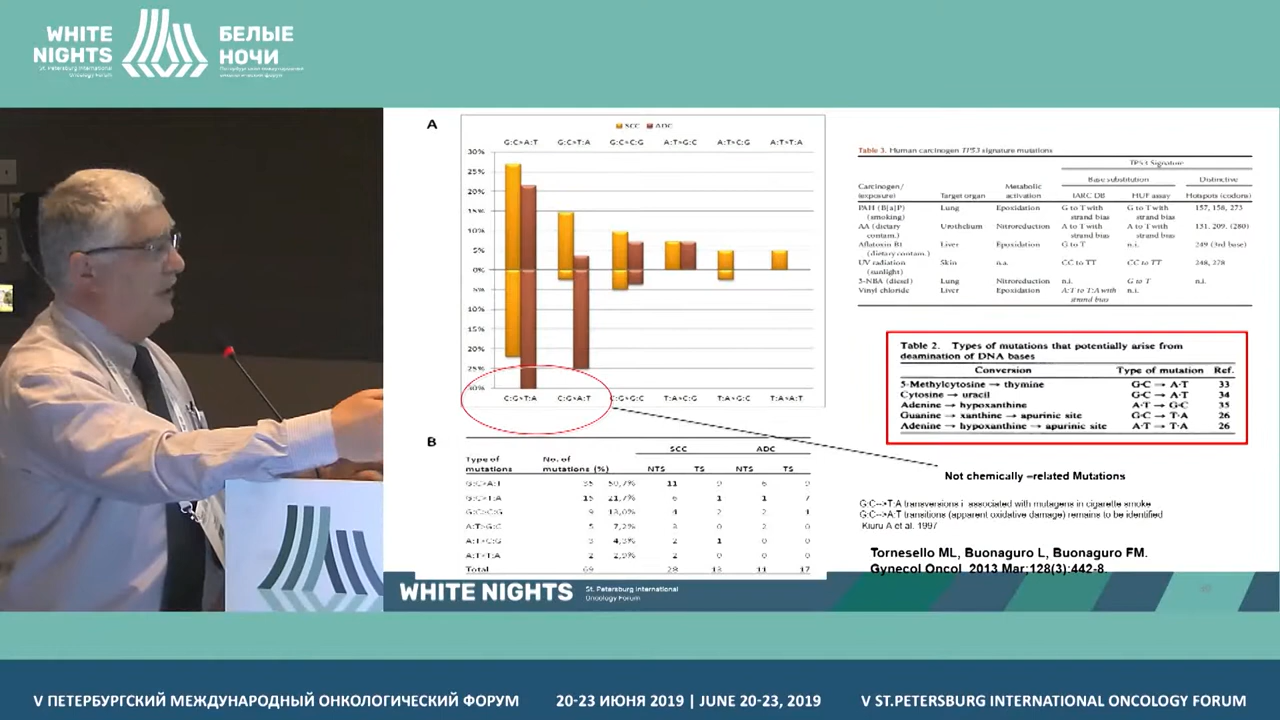 WHITE NIGHTS
St. Petersburg International Oncology Forum
БЕЛЫЕ НОЧИ
Петербургский международный онкологический форум
A
SCC ADC
G:C>A:T G:C>T:A G:C>C:G A:T>G:C A:T>C:G A:T>T:A
30%
25%
20%
15%
10%
5%
0%
5%
10%
15%
20%
25%
30%
C:G>T:A C:G>A:T C:G>G:C T:A>C:G T:A>G:C T:A>A:T
B
SCC ADC
Type of mutations No. of mutations (%) NTS TS NTS TS
G:C>A:T 35 50,7% 11 9 6 9
G:C>T:A 15 21,7% 6 1 1 7
G:C>C:G 9 13,0% 4 2 2 1
A:T>G:C 5 7,2% 3 0 2 0
A:T>C:G 3 4,3% 2 1 0 0
A:T>T:A 2 2,9% 2 0 0 0
Total 69 28 13 11 17
Table 3. Human carcinogen TP53 signature mutations
TP53 Signature
Base substitution Distinctive
Carcinogen/(exposure) Target organ Metabolic activation IARC DB HUF assay Hotspots (codons)
PAH (B[a]P) (smoking) Lung Epoxidation G to T with strand bias G to T with strand bias 157, 158, 273
AA (dietary contam.) Urothelium Nitroreduction A to T with strand bias A to T with strand bias 131, 209, (280)
Aflatoxin B1 (dietary contam.) Liver Epoxidation G to T n.i. 249 (3rd base)
UV radiation (sunlight) Skin n.a. CC to TT CC to TT 248, 278
3-NBA (diesel) Lung Nitroreduction n.i. G to T n.i.
Vinyl chloride Liver Epoxidation A:T to T:A with strand bias n.i.
Table 2. Types of mutations that potentially arise from
deamination of DNA bases
Conversion Type of mutation Ref.
5-Methylcytosine → thymine G·C → A·T 33
Cytosine → uracil G·C → A·T 34
Adenine → hypoxanthine A·T → G·C 35
Guanine → xanthine → apurinic site G·C → T·A 26
Adenine → hypoxanthine → apurinic site A·T → T·A 26
Not chemically –related Mutations
G:C-->T:A transversions i associated with mutagens in cigarette smoke
G:C-->A:T transitions (apparent oxidative damage) remains to be identified
Kiuru A et al. 1997
Tornesello ML, Buonaguro L, Buonaguro FM.
Gynecol Oncol 2013 Mar;128(3):442-8.
WHITE NIGHTS
St. Petersburg International
Oncology Forum
V ПЕТЕРБУРГСКИЙ МЕЖДУНАРОДНЫЙ ОНКОЛОГИЧЕСКИЙ ФОРУМ 20-23 ИЮНЯ 2019 | JUNE 20-23, 2019 V ST.PETERSBURG INTERNATIONAL ONCOLOGY FORUM